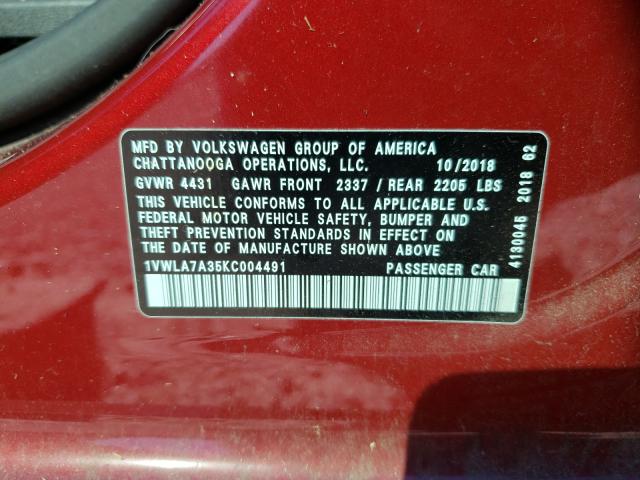 MFD BY VOLKSWAGEN GROUP OF AMERICA
CHATTANOOGA OPERATIONS, LLC. 10/2018
GVWR 4431 GAWR FRONT 2337 / REAR 2205 LBS
THIS VEHICLE CONFORMS TO ALL APPLICABLE U.S.
FEDERAL MOTOR VEHICLE SAFETY, BUMPER AND
THEFT PREVENTION STANDARDS IN EFFECT ON
THE DATE OF MANUFACTURE SHOWN ABOVE
1VWLA7A35KC004491 PASSENGER CAR
4130045 2018 62